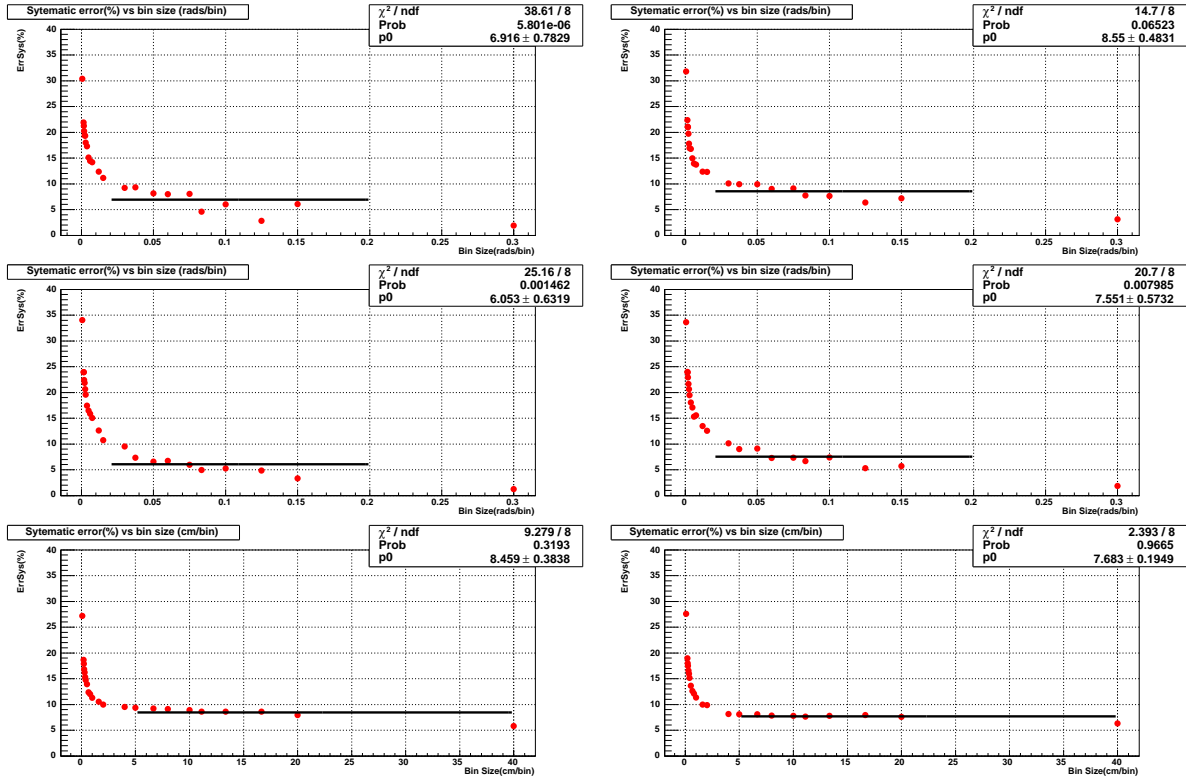 Sytematic error(%) vs bin size (rads/bin)
χ² / ndf 38.61 / 8
Prob 5.801e-06
p0 6.916 ± 0.7829
ErrSys(%)
40
35
30
25
20
15
10
5
0
0 0.05 0.1 0.15 0.2 0.25 0.3
Bin Size(rads/bin)
Sytematic error(%) vs bin size (rads/bin)
χ² / ndf 14.7 / 8
Prob 0.06523
p0 8.55 ± 0.4831
ErrSys(%)
40
35
30
25
20
15
10
5
0
0 0.05 0.1 0.15 0.2 0.25 0.3
Bin Size(rads/bin)
Sytematic error(%) vs bin size (rads/bin)
χ² / ndf 25.16 / 8
Prob 0.001462
p0 6.053 ± 0.6319
ErrSys(%)
40
35
30
25
20
15
10
5
0
0 0.05 0.1 0.15 0.2 0.25 0.3
Bin Size(rads/bin)
Sytematic error(%) vs bin size (rads/bin)
χ² / ndf 20.7 / 8
Prob 0.007985
p0 7.551 ± 0.5732
ErrSys(%)
40
35
30
25
20
15
10
5
0
0 0.05 0.1 0.15 0.2 0.25 0.3
Bin Size(rads/bin)
Sytematic error(%) vs bin size (cm/bin)
χ² / ndf 9.279 / 8
Prob 0.3193
p0 8.459 ± 0.3838
ErrSys(%)
40
35
30
25
20
15
10
5
0
0 5 10 15 20 25 30 35 40
Bin Size(cm/bin)
Sytematic error(%) vs bin size (cm/bin)
χ² / ndf 2.393 / 8
Prob 0.9665
p0 7.683 ± 0.1949
ErrSys(%)
40
35
30
25
20
15
10
5
0
0 5 10 15 20 25 30 35 40
Bin Size(cm/bin)